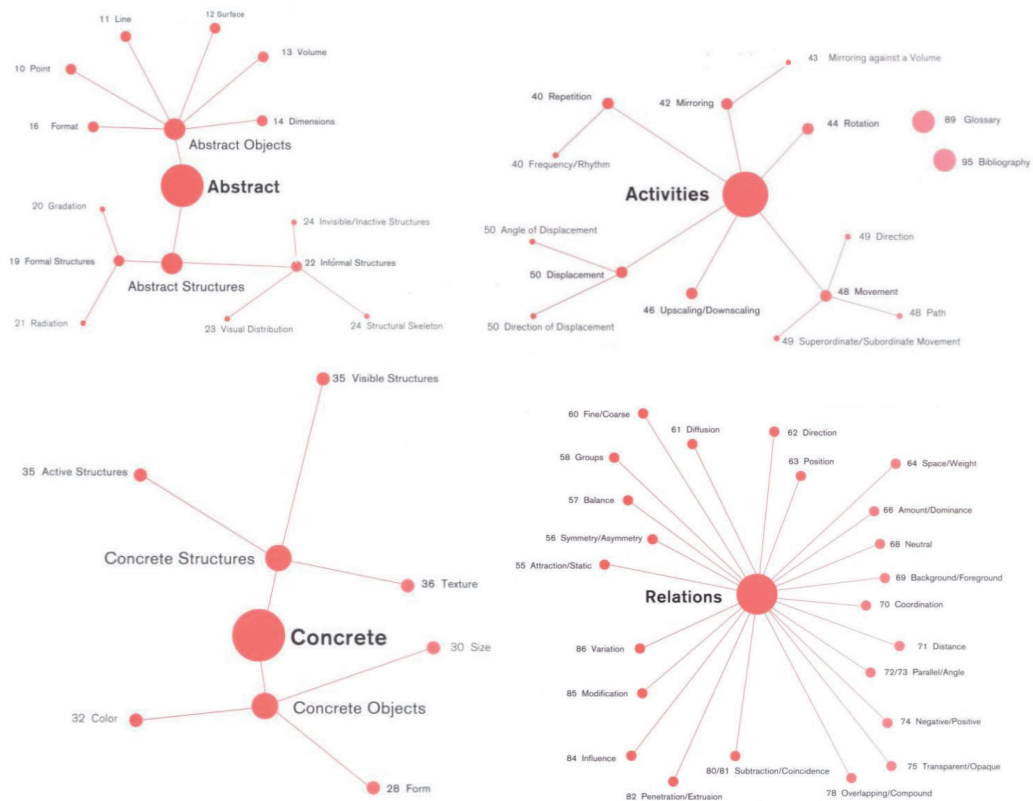 11 Line
12 Surface
13 Volume
10 Point
16 Format
14 Dimensions
Abstract Objects
Abstract
20 Gradation
24 Invisible/Inactive Structures
19 Formal Structures
22 Informal Structures
Abstract Structures
21 Radiation
23 Visual Distribution
24 Structural Skeleton
43 Mirroring against a Volume
40 Repetition
42 Mirroring
44 Rotation
89 Glossary
40 Frequency/Rhythm
95 Bibliography
Activities
50 Angle of Displacement
49 Direction
50 Displacement
48 Movement
46 Upscaling/Downscaling
48 Path
50 Direction of Displacement
49 Superordinate/Subordinate Movement
35 Visible Structures
35 Active Structures
Concrete Structures
36 Texture
Concrete
30 Size
Concrete Objects
32 Color
28 Form
60 Fine/Coarse
61 Diffusion
62 Direction
58 Groups
63 Position
64 Space/Weight
57 Balance
66 Amount/Dominance
56 Symmetry/Asymmetry
68 Neutral
55 Attraction/Static
69 Background/Foreground
Relations
70 Coordination
86 Variation
71 Distance
72/73 Parallel/Angle
85 Modification
74 Negative/Positive
84 Influence
80/81 Subtraction/Coincidence
75 Transparent/Opaque
82 Penetration/Extrusion
78 Overlapping/Compound